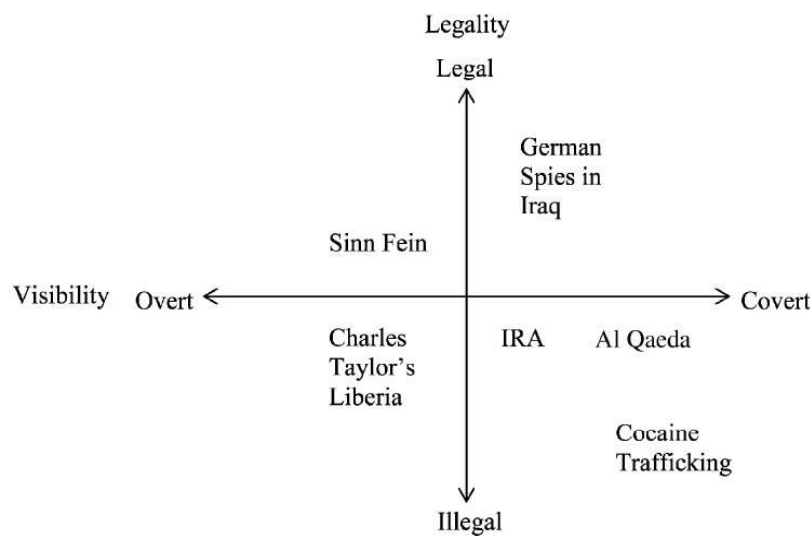 Legality
Legal
German
Spies in
Iraq
Sinn Fein
Visibility Overt
Covert
Charles
Taylor's
Liberia
IRA
Al Qaeda
Cocaine
Trafficking
Illegal